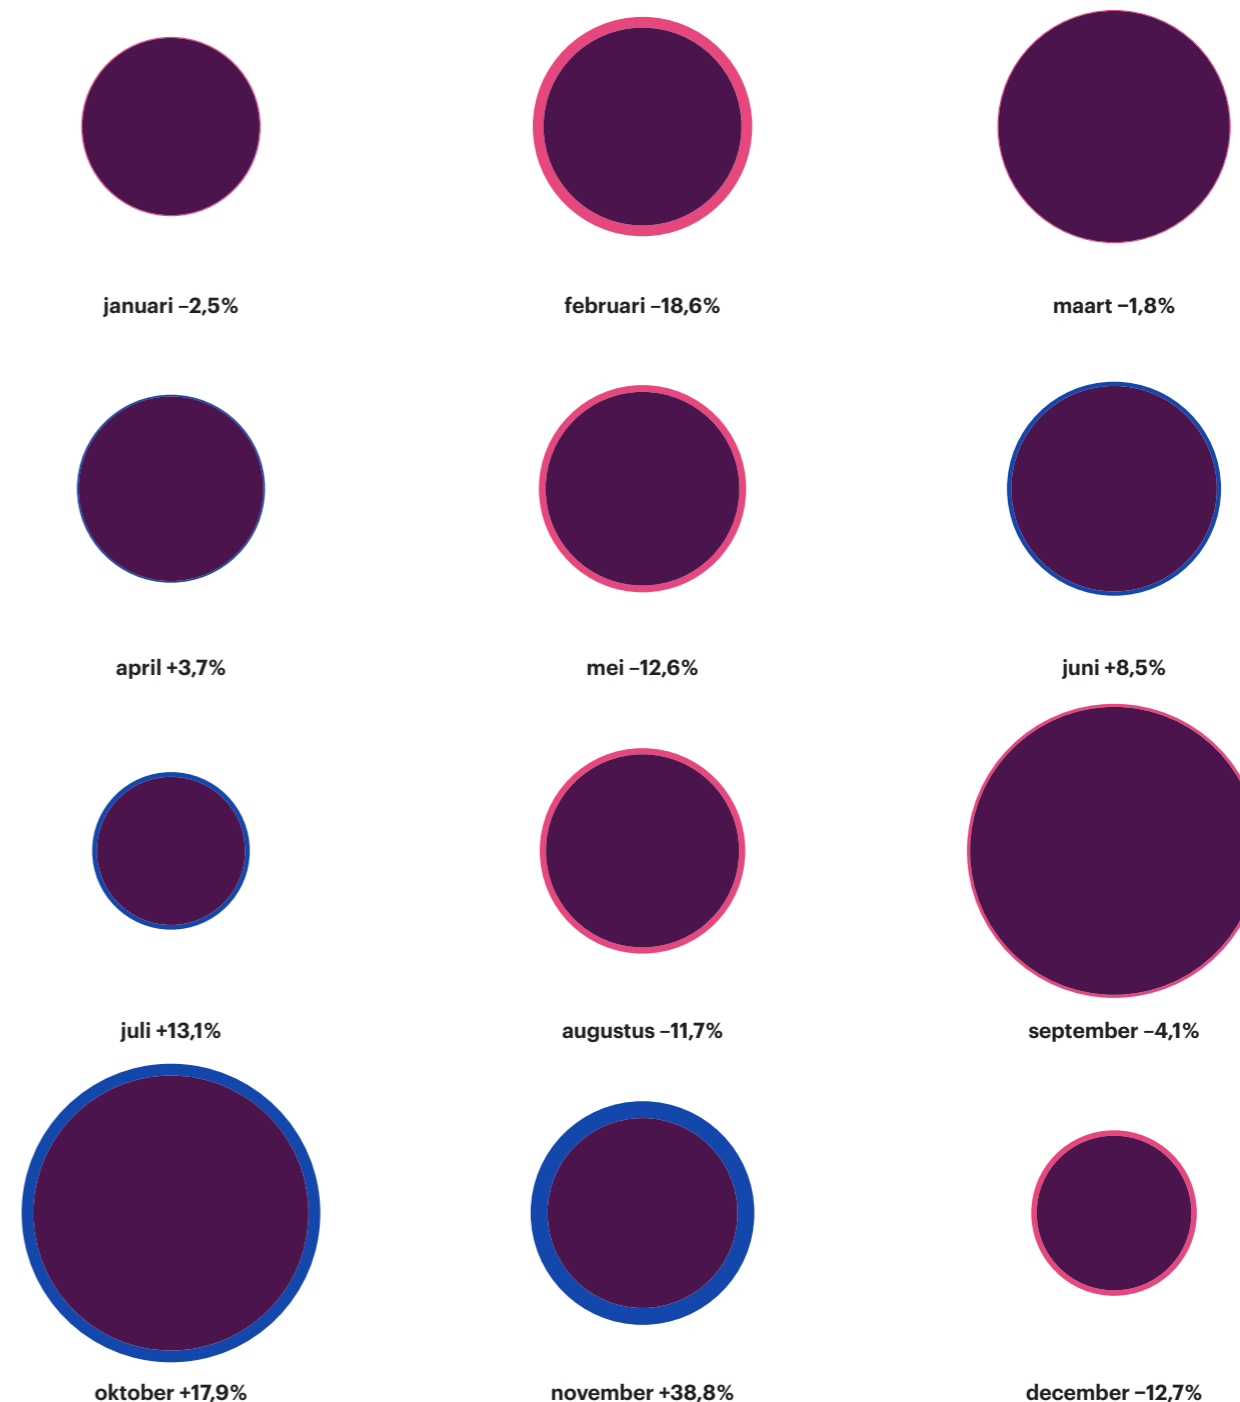 januari –2,5%
februari –18,6%
maart –1,8%
april +3,7%
mei –12,6%
juni +8,5%
juli +13,1%
augustus –11,7%
september –4,1%
oktober +17,9%
november +38,8%
december –12,7%